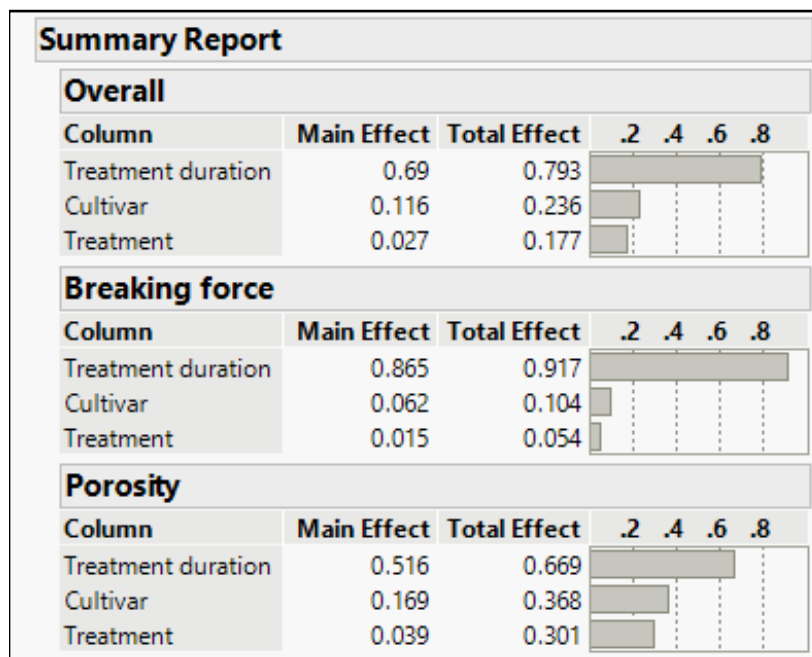 Summary Report
Overall
Column Main Effect Total Effect .2 .4 .6 .8
Treatment duration 0.69 0.793
Cultivar 0.116 0.236
Treatment 0.027 0.177
Breaking force
Column Main Effect Total Effect .2 .4 .6 .8
Treatment duration 0.865 0.917
Cultivar 0.062 0.104
Treatment 0.015 0.054
Porosity
Column Main Effect Total Effect .2 .4 .6 .8
Treatment duration 0.516 0.669
Cultivar 0.169 0.368
Treatment 0.039 0.301